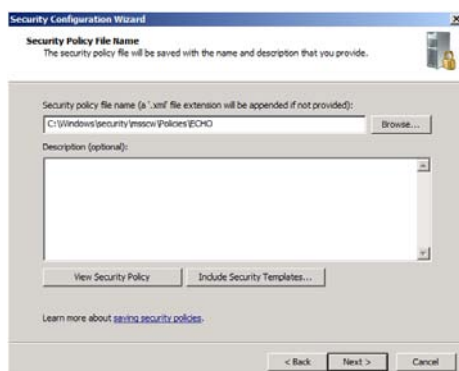 Security Configuration Wizard
Security Policy File Name
The security policy file will be saved with the name and description that you provide.
Security policy file name (a '.xml' file extension will be appended if not provided):
C:\Windows\security\msscw\Policies\ECHO
Browse...
Description (optional):
View Security Policy
Include Security Templates...
Learn more about saving security policies.
< Back
Next >
Cancel